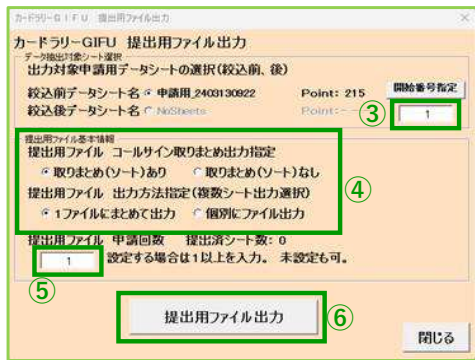 カードラリーGIFU 提出用ファイル出力
カードラリーGIFU 提出用ファイル出力
データ抽出対象シート選択
出力対象申請用データシートの選択(絞込前、後)
絞込前データシート名 申請用_2403130922 Point: 215 開始番号指定
絞込後データシート名 NoSheets Point:-- ③ 1
提出用ファイル基本情報
提出用ファイル コールサイン取りまとめ出力指定
取りまとめ(ソート)あり 取りまとめ(ソート)なし
④
提出用ファイル 出力方法指定(複数シート出力選択)
1ファイルにまとめて出力 個別にファイル出力
提出用ファイル 申請回数 提出済シート数: 0
1 設定する場合は1以上を入力。 未設定も可。
⑤
提出用ファイル出力 ⑥
閉じる